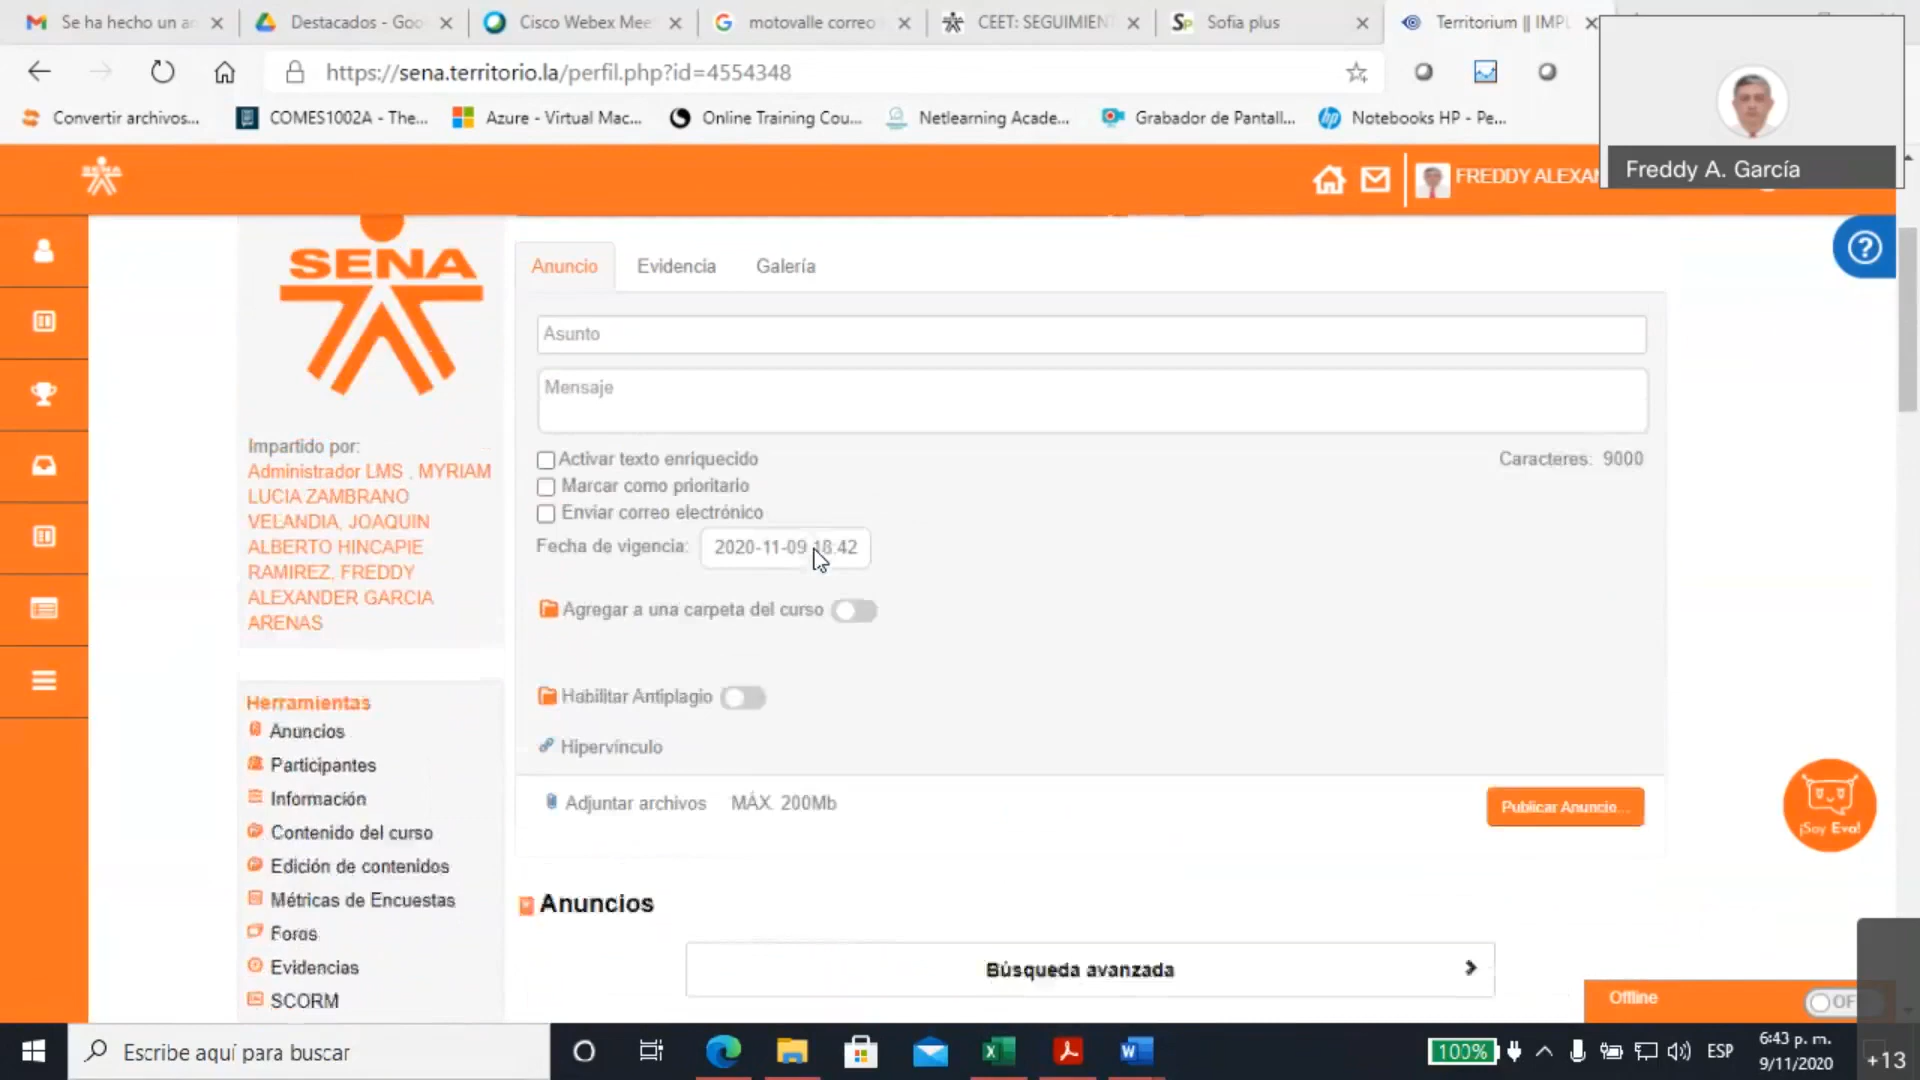 Se ha hecho un a
Destacados - Goo
Cisco Webex Mee
motovalle correo
CEET: SEGUIMIENT
Sp
Sofia plus
Territorium || IMPL
https://sena.territorio.la/perfil.php?id=4554348
Convertir archivos...
COMES1002A - The...
Azure - Virtual Mac...
Online Training Cou...
Netlearning Acade...
Grabador de Pantall...
Notebooks HP - Pe...
Freddy A. García
FREDDY ALEXAN
SENA
Anuncio
Evidencia
Galería
Asunto
Mensaje
Activar texto enriquecido
Caracteres: 9000
Marcar como prioritario
Enviar correo electrónico
Fecha de vigencia:
2020-11-09 18:42
Agregar a una carpeta del curso
Habilitar Antiplagio
Hipervínculo
Adjuntar archivos
MÁX. 200Mb
Publicar Anuncio...
Impartido por:
Administrador LMS , MYRIAM
LUCIA ZAMBRANO
VELANDIA, JOAQUIN
ALBERTO HINCAPIE
RAMIREZ, FREDDY
ALEXANDER GARCIA
ARENAS
Herramientas
Anuncios
Participantes
Información
Contenido del curso
Edición de contenidos
Métricas de Encuestas
Foros
Evidencias
SCORM
Anuncios
Búsqueda avanzada
¡Soy Eva!
Offline
OF
Escribe aquí para buscar
100%
ESP
6:43 p. m.
9/11/2020
+13